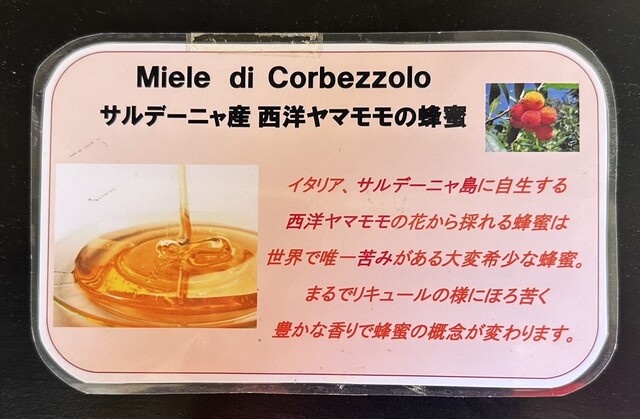 Miele di Corbezzolo
サルデーニャ産 西洋ヤマモモの蜂蜜
イタリア、サルデーニャ島に自生する
西洋ヤマモモの花から採れる蜂蜜は
世界で唯一苦みがある大変希少な蜂蜜。
まるでリキュールの様にほろ苦く
豊かな香りで蜂蜜の概念が変わります。